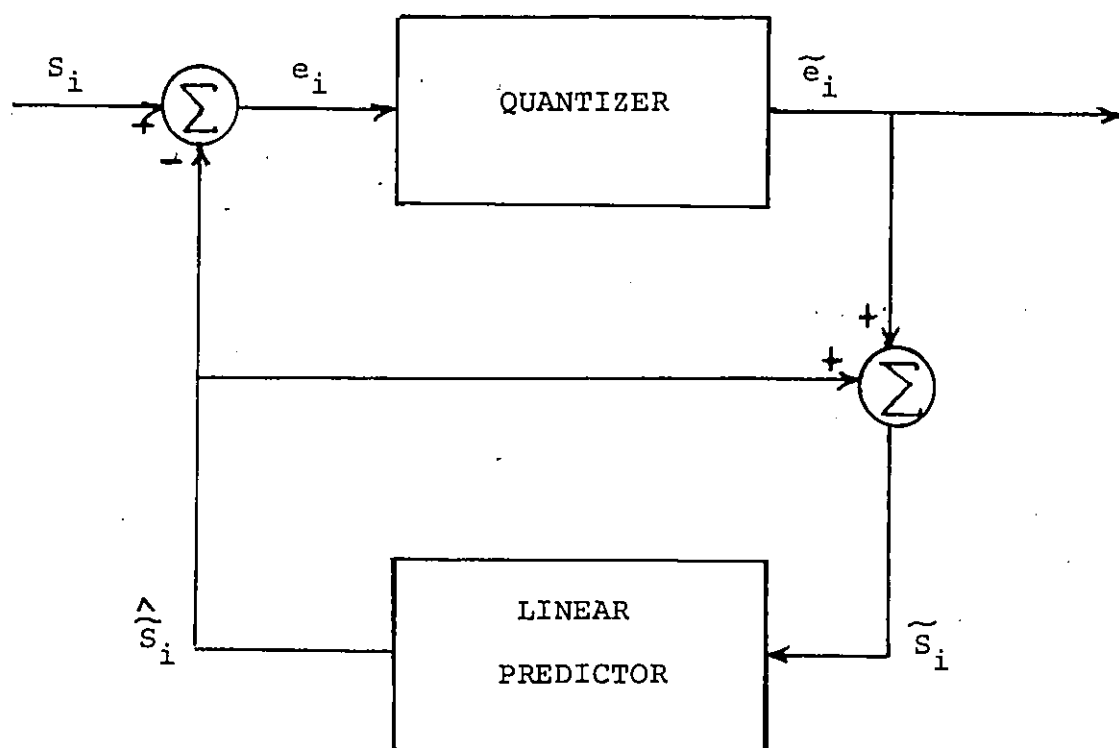 S_i
e_i
QUANTIZER
ẽ_i
Σ
+
−
+
+
Σ
LINEAR
PREDICTOR
S̃̂_i
S̃_i